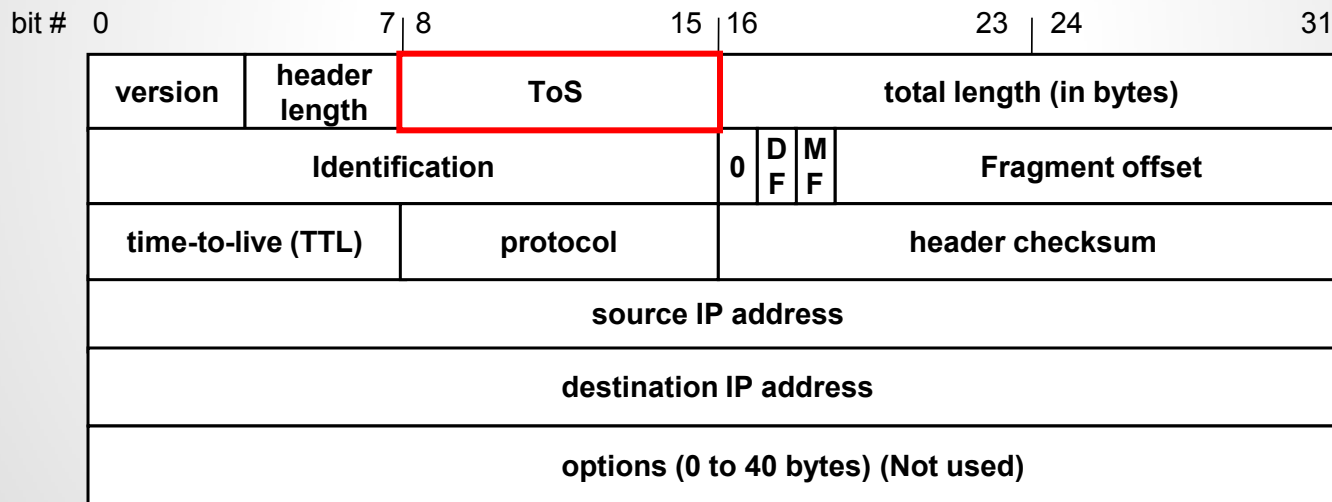 bit # 0 7 8 15 16 23 24 31
version header length ToS total length (in bytes)
Identification 0 DF MF Fragment offset
time-to-live (TTL) protocol header checksum
source IP address
destination IP address
options (0 to 40 bytes) (Not used)